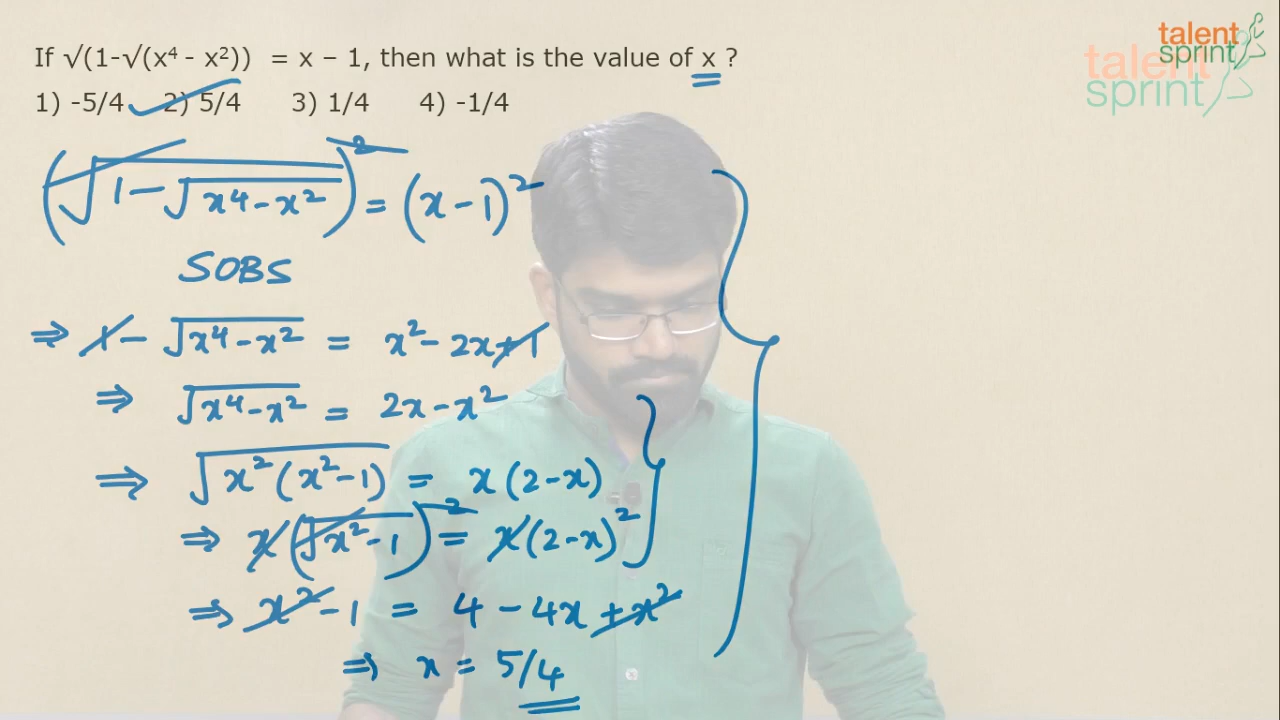 talent
sprint
talent
sprint
If √(1-√(x⁴ - x²)) = x – 1, then what is the value of x ?
1) -5/4 2) 5/4 3) 1/4 4) -1/4
(√1-√x⁴-x²)² = (x-1)²
SOBS
⇒ 1 - √x⁴-x² = x² - 2x + 1
⇒ √x⁴-x² = 2x - x²
⇒ √x²(x²-1) = x(2-x)
⇒ x(√x²-1)² = x(2-x)²
⇒ x² - 1 = 4 - 4x + x²
⇒ x = 5/4